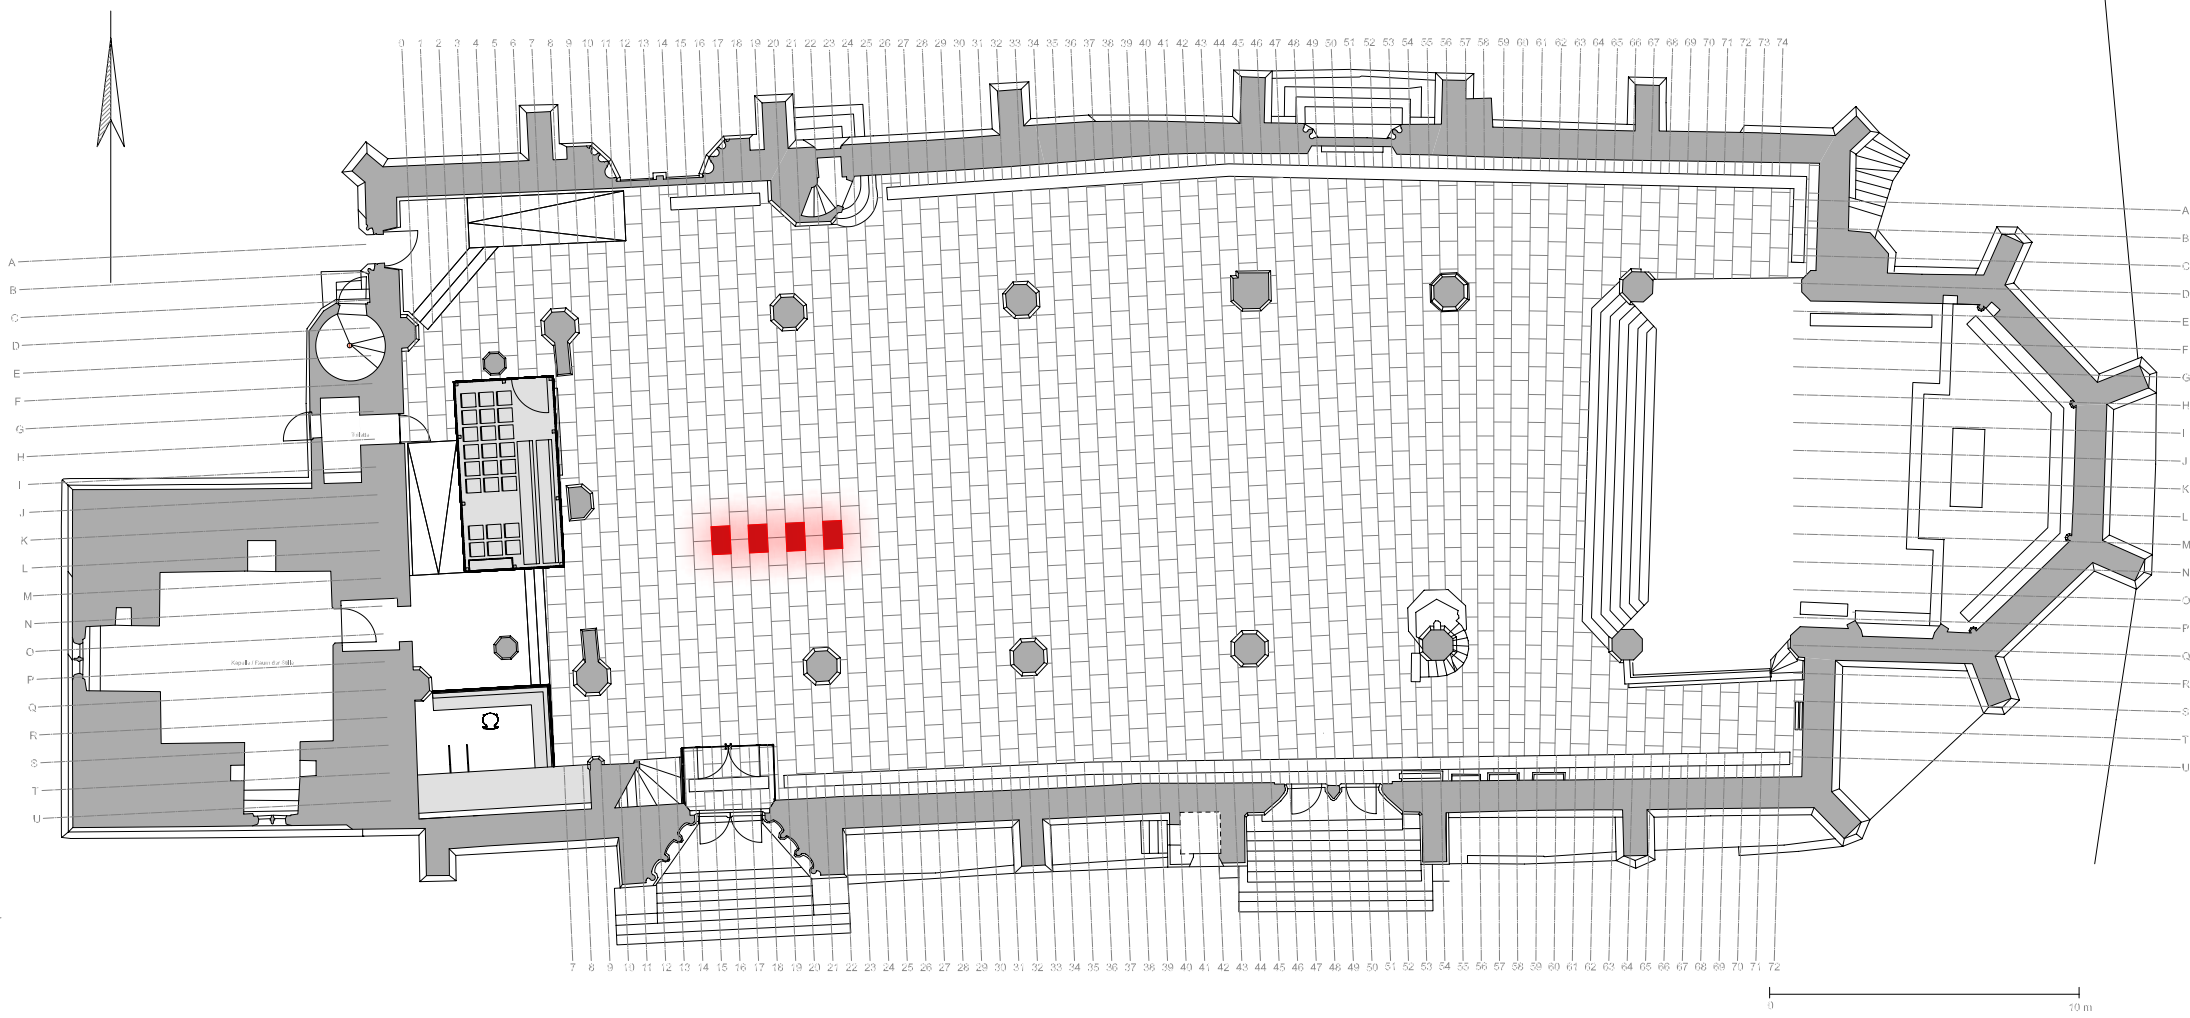 0 1 2 3 4 5 6 7 8 9 10 11 12 13 14 15 16 17 18 19 20 21 22 23 24 25 26 27 28 29 30 31 32 33 34 35 36 37 38 39 40 41 42 43 44 45 46 47 48 49 50 51 52 53 54 55 56 57 58 59 60 61 62 63 64 65 66 67 68 69 70 71 72 73 74
A
B
C
D
E
F
G
H
I
J
K
L
M
N
O
P
Q
R
S
T
U
A
B
C
D
E
F
G
H
I
J
K
L
M
N
O
P
Q
R
S
T
U
7 8 9 10 11 12 13 14 15 16 17 18 19 20 21 22 23 24 25 26 27 28 29 30 31 32 33 34 35 36 37 38 39 40 41 42 43 44 45 46 47 48 49 50 51 52 53 54 55 56 57 58 59 60 61 62 63 64 65 66 67 68 69 70 71 72
0 10 m